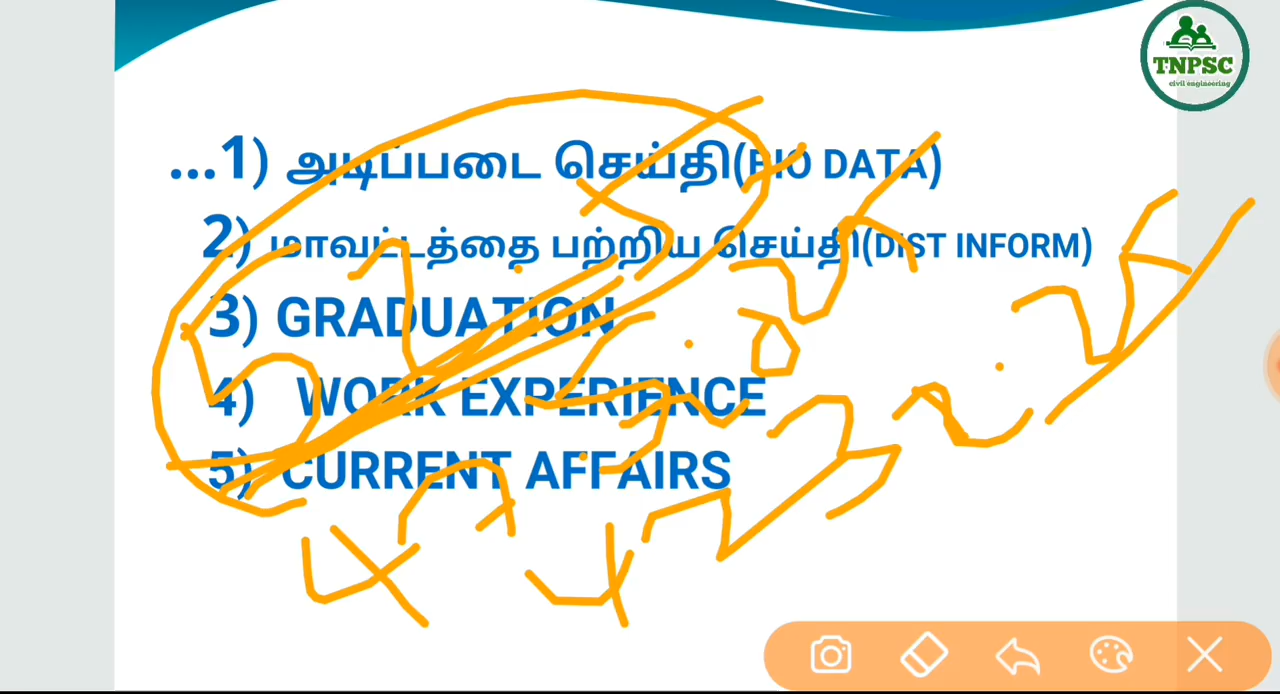 TNPSC
civil engineering
...1) அடிப்படை செய்தி(BIO DATA)
2) மாவட்டத்தை பற்றிய செய்தி(DIST INFORM)
3) GRADUATION
4) WORK EXPERIENCE
5) CURRENT AFFAIRS